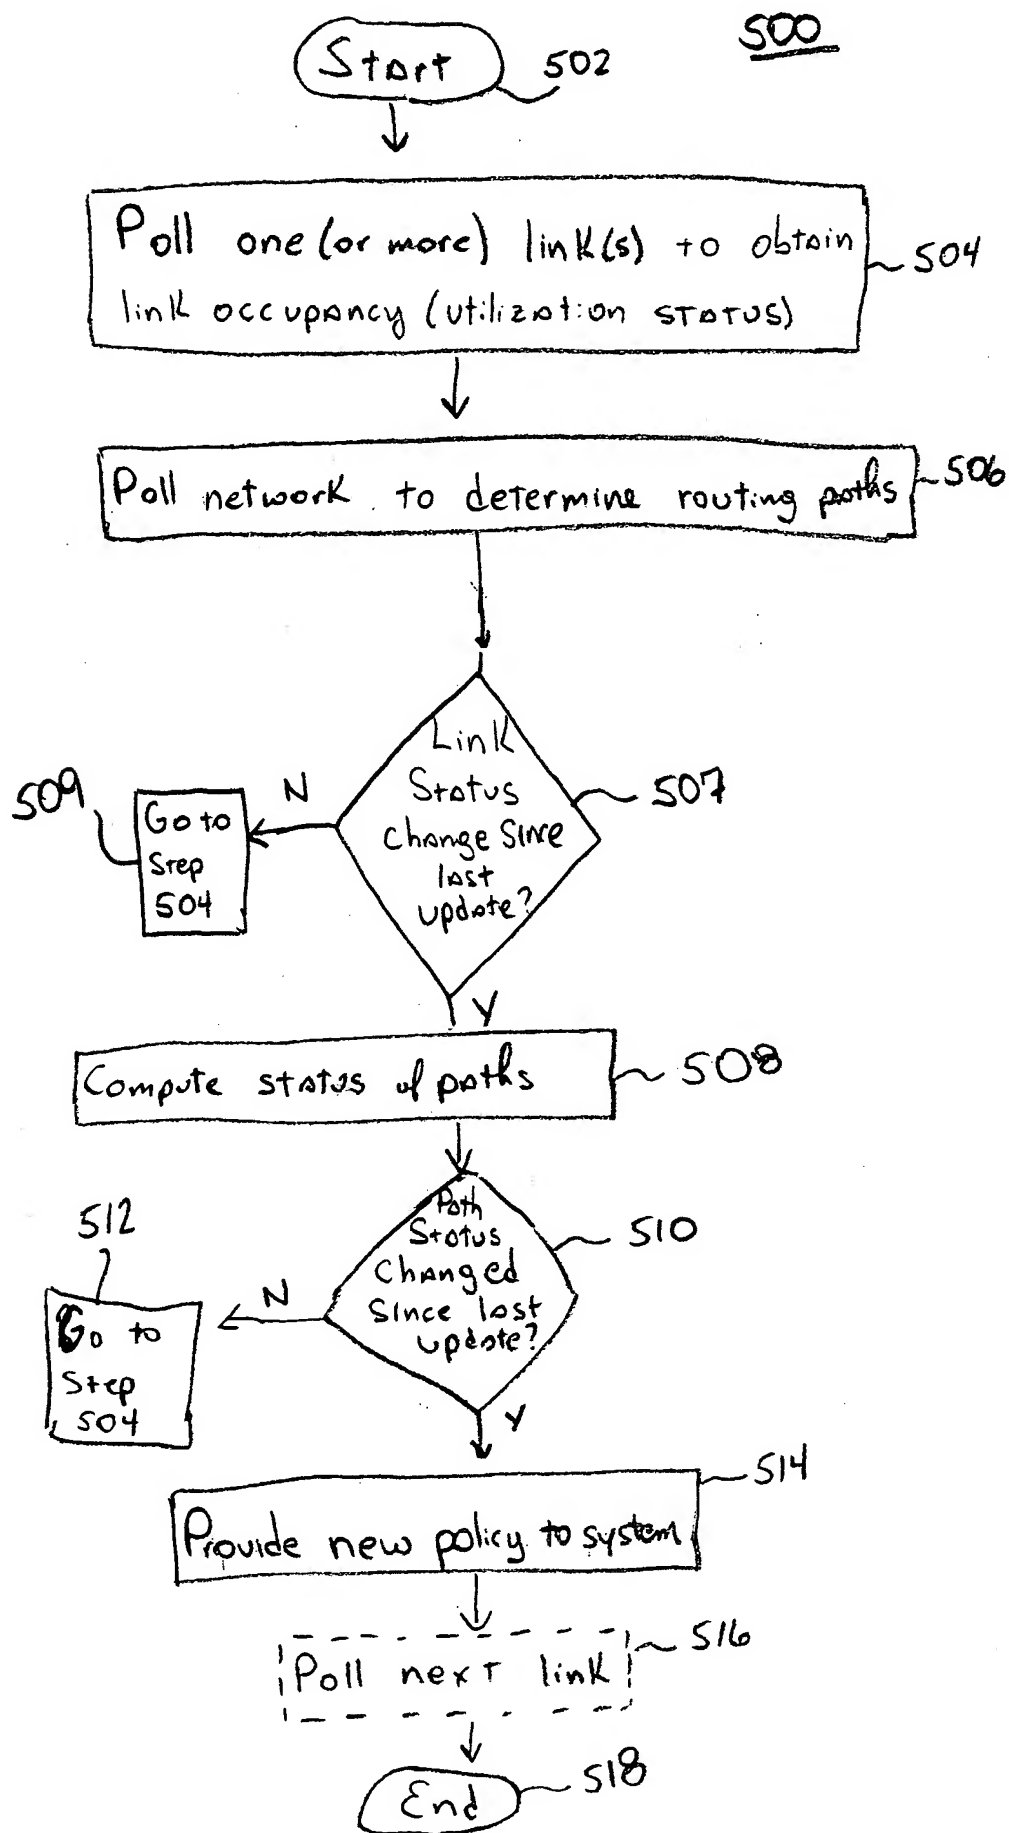 500
Start
502
Poll one (or more) link(s) to obtain
link occupancy (utilization status)
504
Poll network to determine routing paths
506
Link
Status
change since
last
update?
507
N
509
Go to
Step
504
Y
Compute status of paths
508
Path
Status
Changed
since last
update?
510
N
512
Go to
Step
504
Y
Provide new policy to system
514
Poll next link
516
End
518